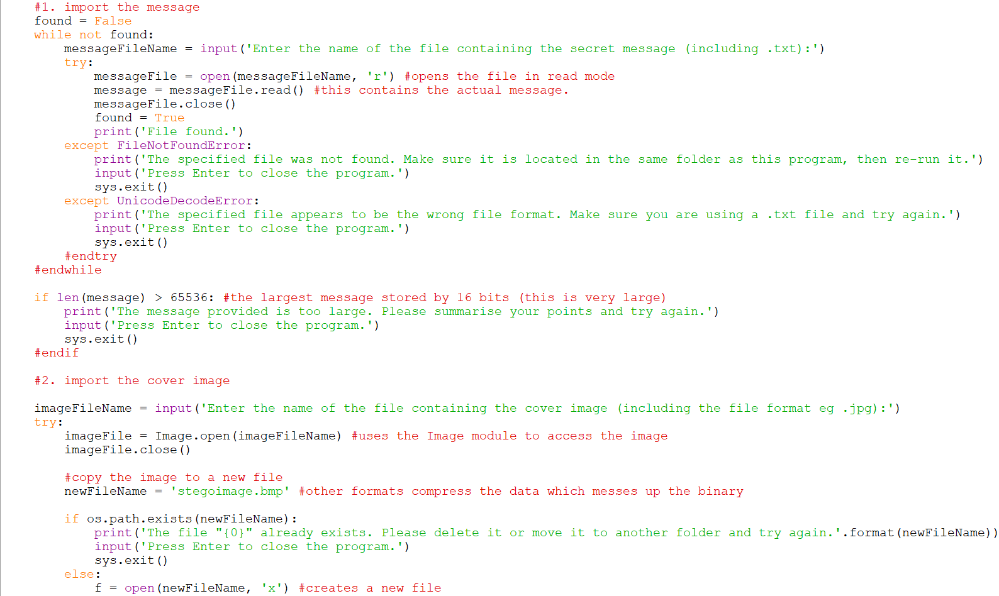 #1. import the message
found = False
while not found:
    messageFileName = input('Enter the name of the file containing the secret message (including .txt):')
    try:
        messageFile = open(messageFileName, 'r') #opens the file in read mode
        message = messageFile.read() #this contains the actual message.
        messageFile.close()
        found = True
        print('File found.')
    except FileNotFoundError:
        print('The specified file was not found. Make sure it is located in the same folder as this program, then re-run it.')
        input('Press Enter to close the program.')
        sys.exit()
    except UnicodeDecodeError:
        print('The specified file appears to be the wrong file format. Make sure you are using a .txt file and try again.')
        input('Press Enter to close the program.')
        sys.exit()
    #endtry
#endwhile

if len(message) > 65536: #the largest message stored by 16 bits (this is very large)
    print('The message provided is too large. Please summarise your points and try again.')
    input('Press Enter to close the program.')
    sys.exit()
#endif

#2. import the cover image

imageFileName = input('Enter the name of the file containing the cover image (including the file format eg .jpg):')
try:
    imageFile = Image.open(imageFileName) #uses the Image module to access the image
    imageFile.close()

    #copy the image to a new file
    newFileName = 'stegoimage.bmp' #other formats compress the data which messes up the binary

    if os.path.exists(newFileName):
        print('The file "{0}" already exists. Please delete it or move it to another folder and try again.'.format(newFileName))
        input('Press Enter to close the program.')
        sys.exit()
    else:
        f = open(newFileName, 'x') #creates a new file